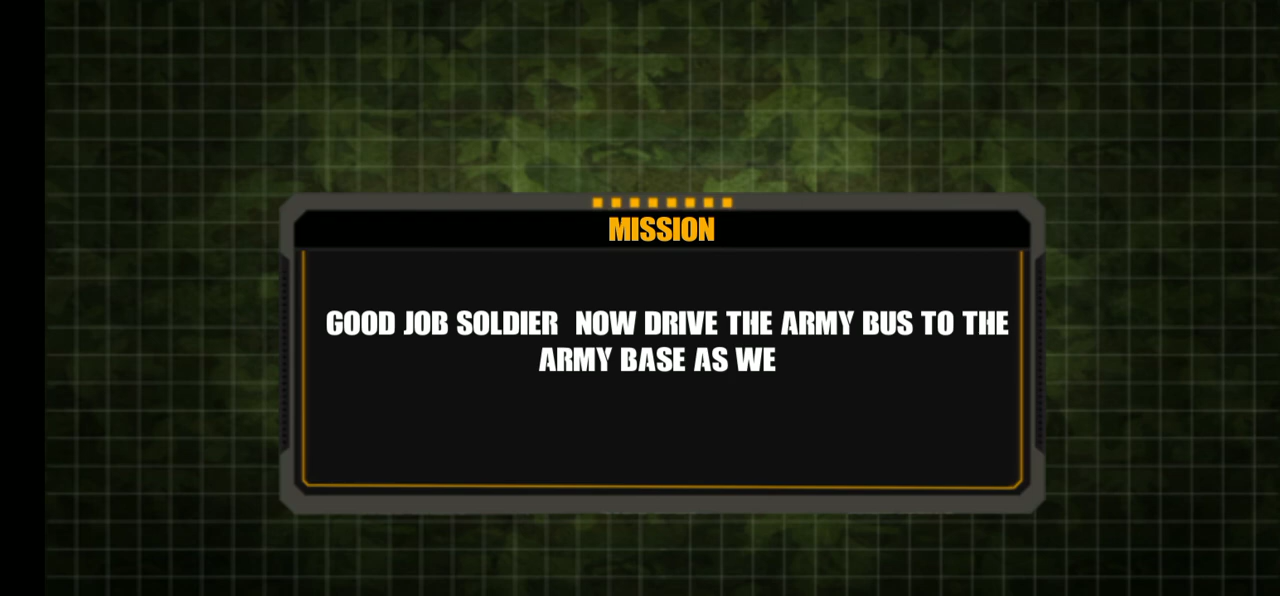 MISSION
GOOD JOB SOLDIER  NOW DRIVE THE ARMY BUS TO THE
ARMY BASE AS WE